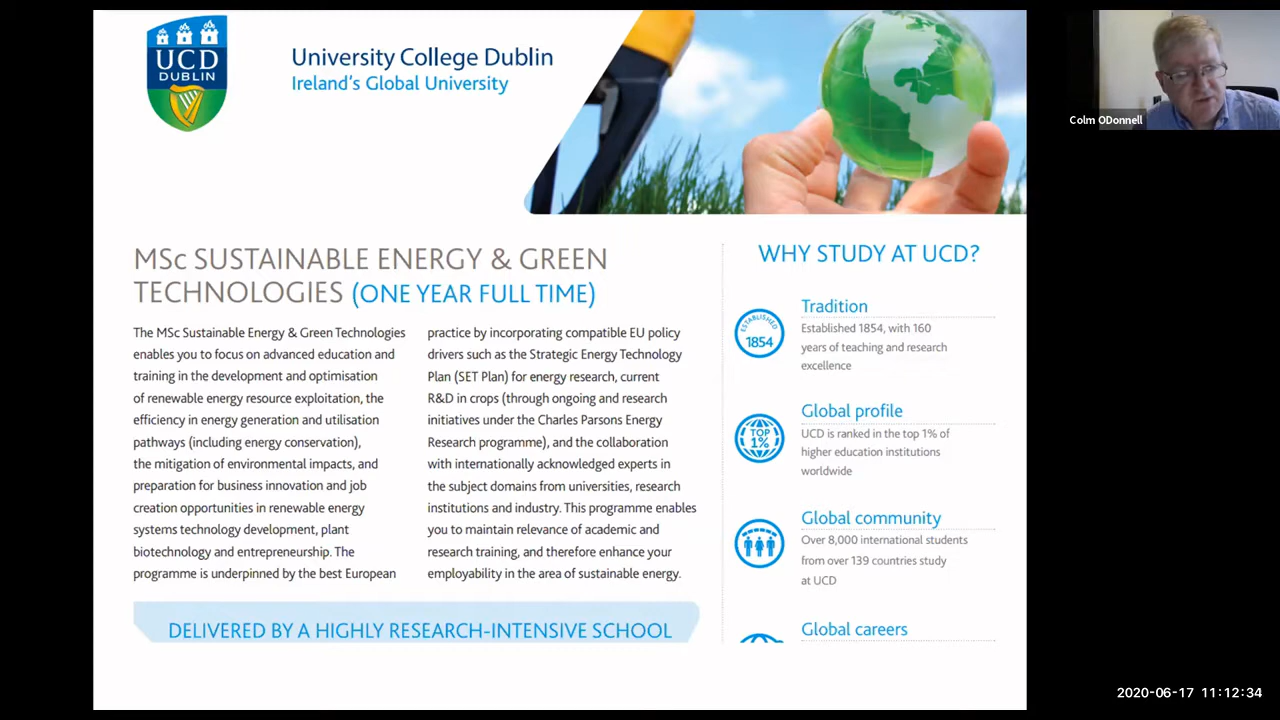 UCD
DUBLIN
University College Dublin
Ireland's Global University
Colm ODonnell
MSc SUSTAINABLE ENERGY & GREEN
TECHNOLOGIES (ONE YEAR FULL TIME)
The MSc Sustainable Energy & Green Technologies
enables you to focus on advanced education and
training in the development and optimisation
of renewable energy resource exploitation, the
efficiency in energy generation and utilisation
pathways (including energy conservation),
the mitigation of environmental impacts, and
preparation for business innovation and job
creation opportunities in renewable energy
systems technology development, plant
biotechnology and entrepreneurship. The
programme is underpinned by the best European
practice by incorporating compatible EU policy
drivers such as the Strategic Energy Technology
Plan (SET Plan) for energy research, current
R&D in crops (through ongoing and research
initiatives under the Charles Parsons Energy
Research programme), and the collaboration
with internationally acknowledged experts in
the subject domains from universities, research
institutions and industry. This programme enables
you to maintain relevance of academic and
research training, and therefore enhance your
employability in the area of sustainable energy.
DELIVERED BY A HIGHLY RESEARCH-INTENSIVE SCHOOL
WHY STUDY AT UCD?
ESTABLISHED
1854
Tradition
Established 1854, with 160
years of teaching and research
excellence
TOP
1%
Global profile
UCD is ranked in the top 1% of
higher education institutions
worldwide
Global community
Over 8,000 international students
from over 139 countries study
at UCD
Global careers
2020-06-17 11:12:34